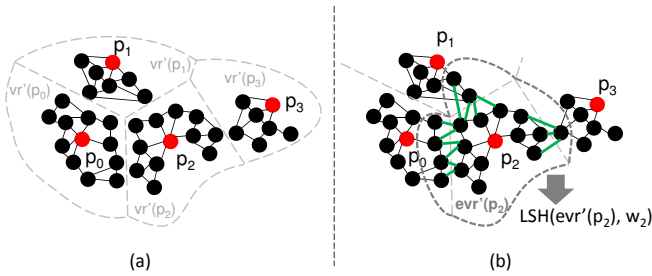 p₁
vr'(p₁)
vr'(p₀)
vr'(p₃)
p₃
p₀
p₂
vr'(p₂)
(a)
p₁
p₃
p₀
p₂
evr'(p₂)
LSH(evr'(p₂), w₂)
(b)